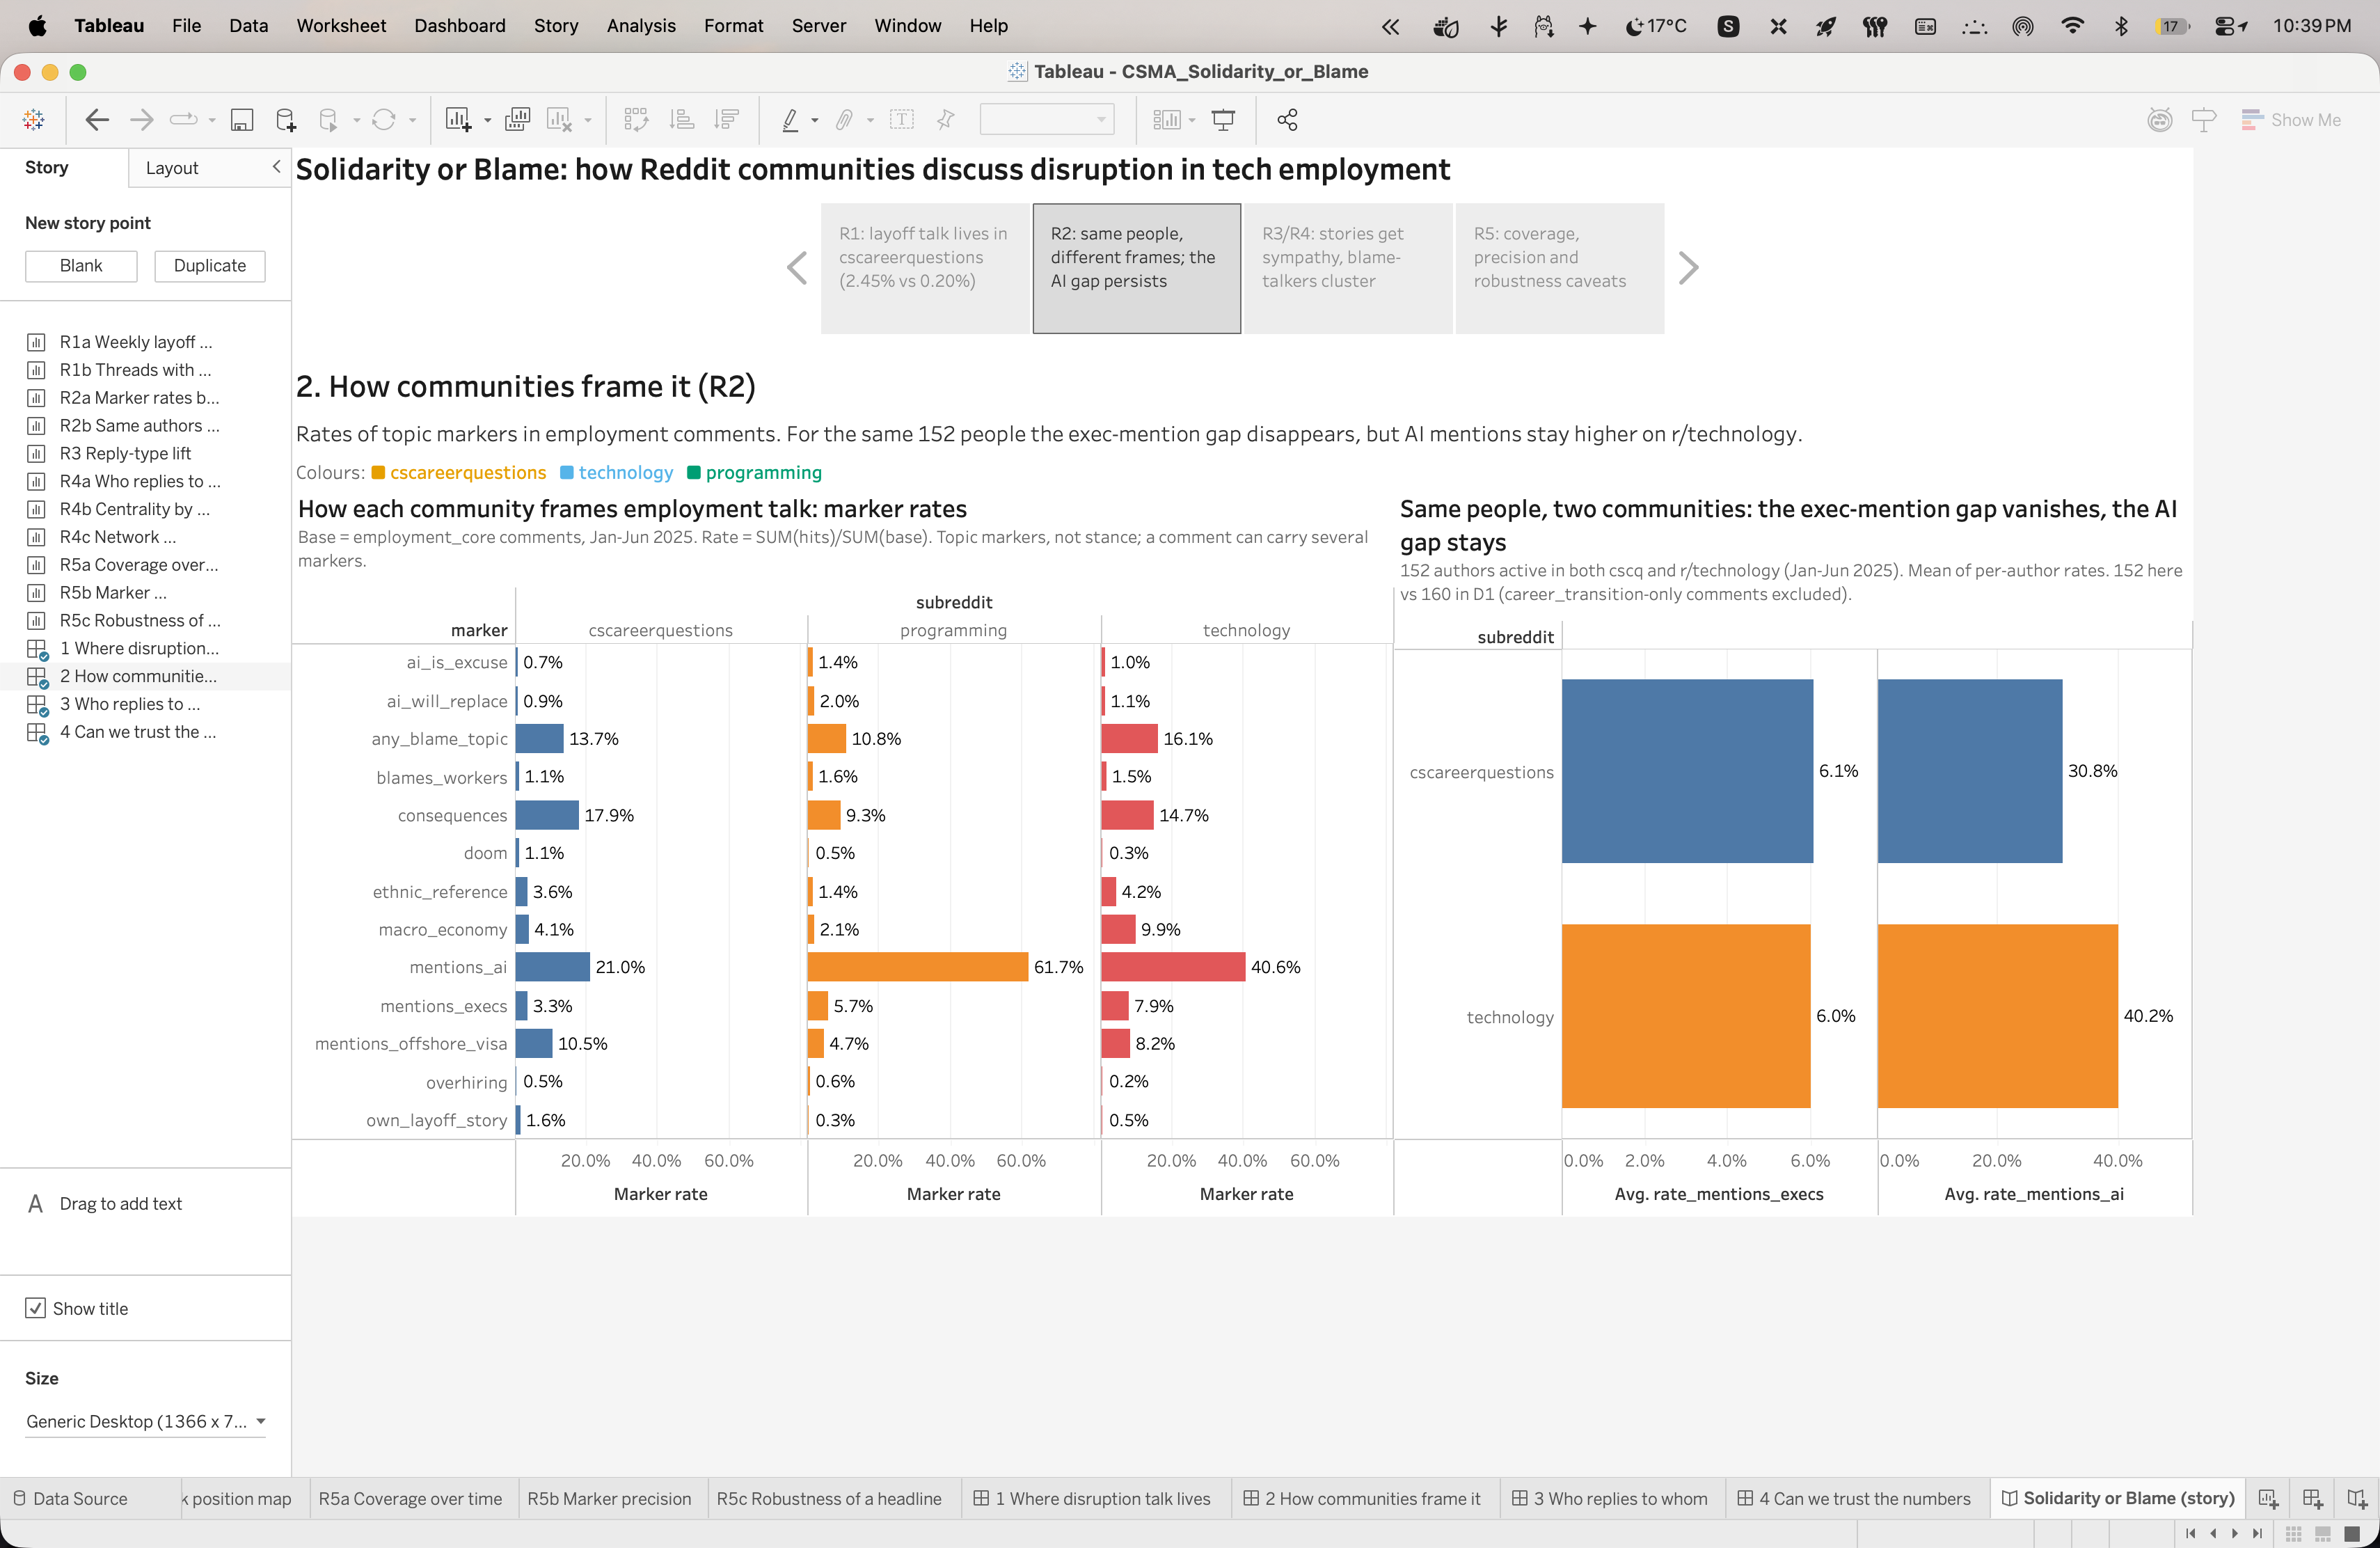 Tableau File Data Worksheet Dashboard Story Analysis Format Map Server Window Help
17°C 17 10:39 PM
Tableau - CSMA_Solidarity_or_Blame
Show Me
Story
Layout
New story point
Blank
Duplicate
R1a Weekly layoff ...
R1b Threads with ...
R2a Marker rates b...
R2b Same authors ...
R3 Reply-type lift
R4a Who replies to ...
R4b Centrality by ...
R4c Network ...
R5a Coverage over...
R5b Marker ...
R5c Robustness of ...
1 Where disruption...
2 How communitie...
3 Who replies to ...
4 Can we trust the ...
A Drag to add text
Show title
Size
Generic Desktop (1366 x 7...
Solidarity or Blame: how Reddit communities discuss disruption in tech employment
R1: layoff talk lives in
cscareerquestions
(2.45% vs 0.20%)
R2: same people,
different frames; the
AI gap persists
R3/R4: stories get
sympathy, blame-
talkers cluster
R5: coverage,
precision and
robustness caveats
2. How communities frame it (R2)
Rates of topic markers in employment comments. For the same 152 people the exec-mention gap disappears, but AI mentions stay higher on r/technology.
Colours: cscareerquestions technology programming
How each community frames employment talk: marker rates
Base = employment_core comments, Jan-Jun 2025. Rate = SUM(hits)/SUM(base). Topic markers, not stance; a comment can carry several
markers.
subreddit
marker cscareerquestions programming technology
ai_is_excuse 0.7% 1.4% 1.0%
ai_will_replace 0.9% 2.0% 1.1%
any_blame_topic 13.7% 10.8% 16.1%
blames_workers 1.1% 1.6% 1.5%
consequences 17.9% 9.3% 14.7%
doom 1.1% 0.5% 0.3%
ethnic_reference 3.6% 1.4% 4.2%
macro_economy 4.1% 2.1% 9.9%
mentions_ai 21.0% 61.7% 40.6%
mentions_execs 3.3% 5.7% 7.9%
mentions_offshore_visa 10.5% 4.7% 8.2%
overhiring 0.5% 0.6% 0.2%
own_layoff_story 1.6% 0.3% 0.5%
20.0% 40.0% 60.0% 20.0% 40.0% 60.0% 20.0% 40.0% 60.0%
Marker rate Marker rate Marker rate
Same people, two communities: the exec-mention gap vanishes, the AI
gap stays
152 authors active in both cscq and r/technology (Jan-Jun 2025). Mean of per-author rates. 152 here
vs 160 in D1 (career_transition-only comments excluded).
subreddit
cscareerquestions 6.1% 30.8%
technology 6.0% 40.2%
0.0% 2.0% 4.0% 6.0% 0.0% 20.0% 40.0%
Avg. rate_mentions_execs Avg. rate_mentions_ai
Data Source k position map R5a Coverage over time R5b Marker precision R5c Robustness of a headline 1 Where disruption talk lives 2 How communities frame it 3 Who replies to whom 4 Can we trust the numbers Solidarity or Blame (story)